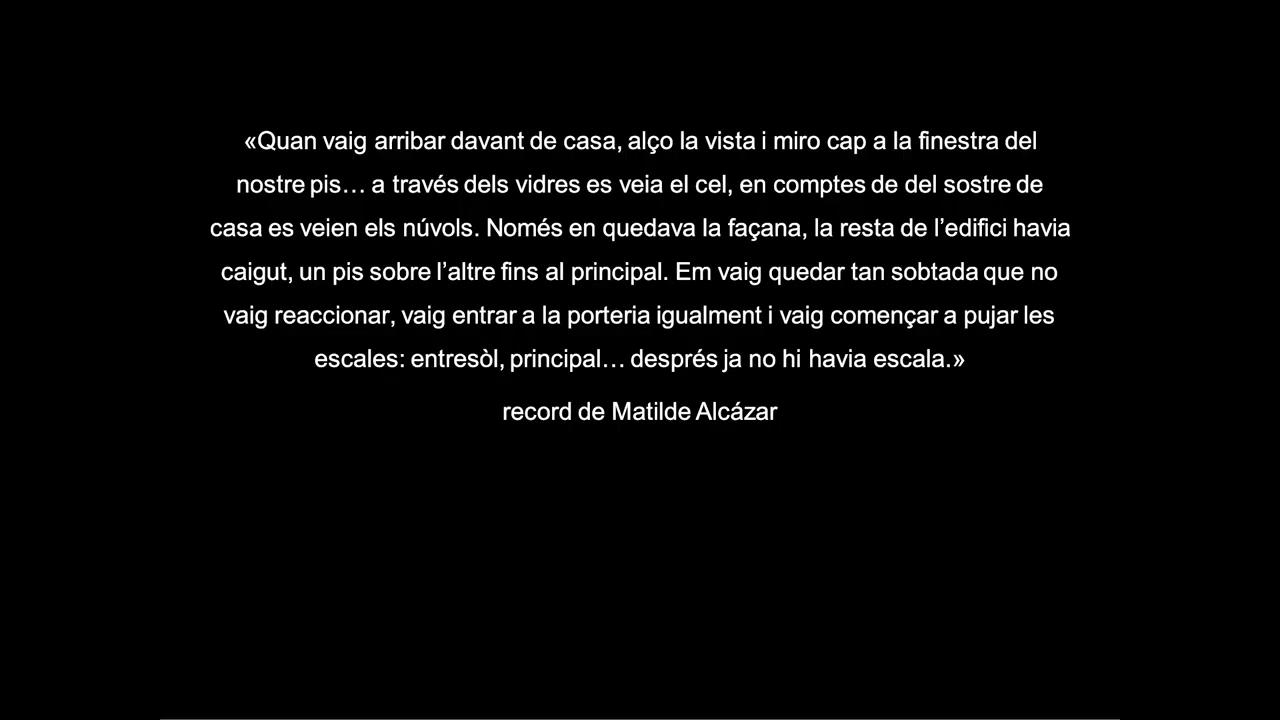 «Quan vaig arribar davant de casa, alço la vista i miro cap a la finestra del
nostre pis… a través dels vidres es veia el cel, en comptes de del sostre de
casa es veien els núvols. Només en quedava la façana, la resta de l’edifici havia
caigut, un pis sobre l’altre fins al principal. Em vaig quedar tan sobtada que no
vaig reaccionar, vaig entrar a la porteria igualment i vaig començar a pujar les
escales: entresòl, principal… després ja no hi havia escala.»
record de Matilde Alcázar